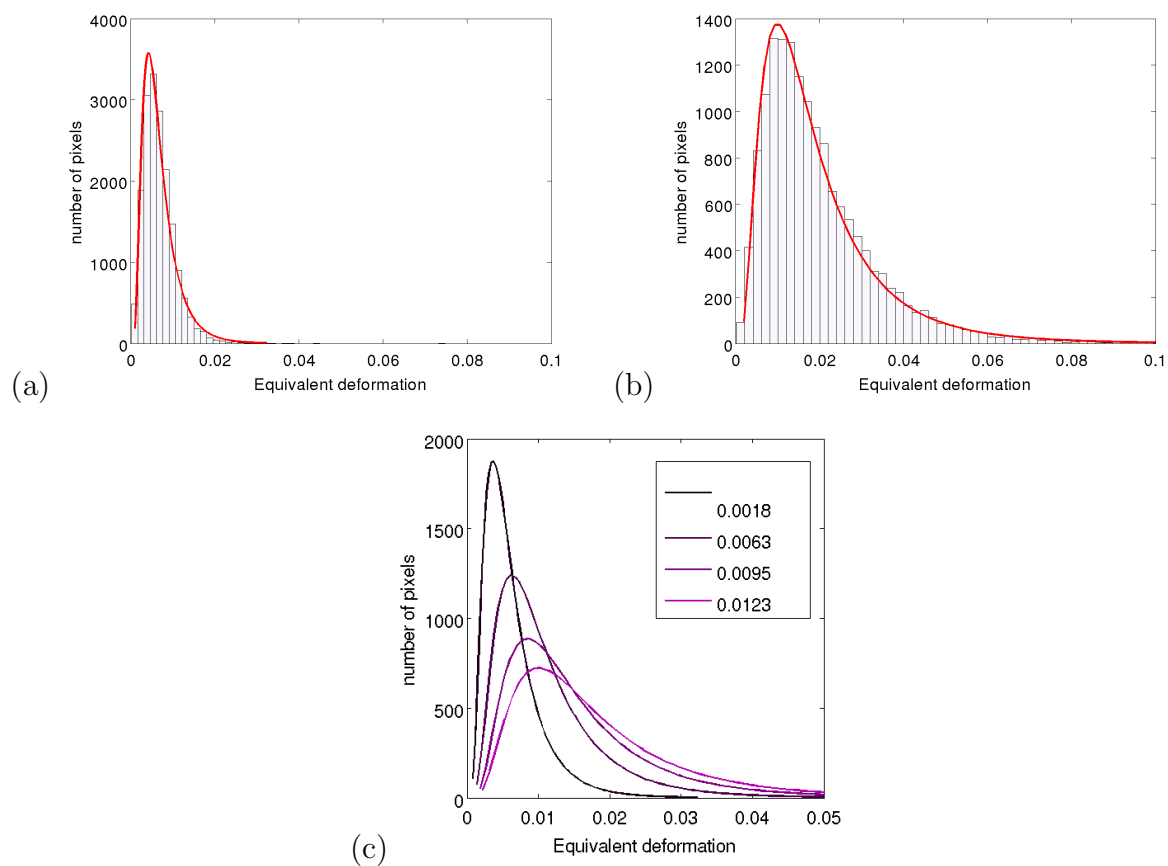 4000
3000
2000
1000
0
number of pixels
0 0.02 0.04 0.06 0.08 0.1
Equivalent deformation
(a)
1400
1200
1000
800
600
400
200
0
number of pixels
0 0.02 0.04 0.06 0.08 0.1
Equivalent deformation
(b)
2000
1500
1000
500
0
number of pixels
0.0018
0.0063
0.0095
0.0123
0 0.01 0.02 0.03 0.04 0.05
Equivalent deformation
(c)